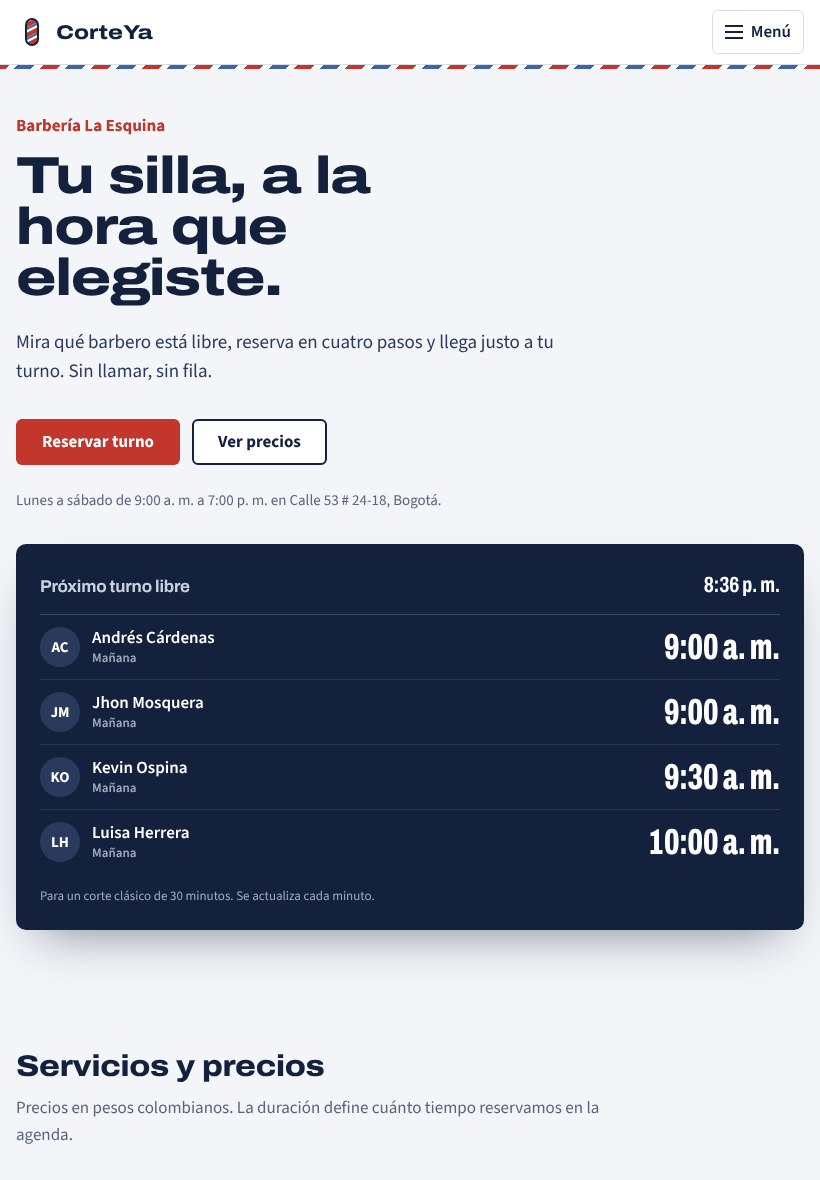 CorteYa
Menú
Barbería La Esquina
Tu silla, a la
hora que
elegiste.
Mira qué barbero está libre, reserva en cuatro pasos y llega justo a tu
turno. Sin llamar, sin fila.
Reservar turno
Ver precios
Lunes a sábado de 9:00 a. m. a 7:00 p. m. en Calle 53 # 24-18, Bogotá.
Próximo turno libre
8:36 p. m.
AC
Andrés Cárdenas
Mañana
9:00 a. m.
JM
Jhon Mosquera
Mañana
9:00 a. m.
KO
Kevin Ospina
Mañana
9:30 a. m.
LH
Luisa Herrera
Mañana
10:00 a. m.
Para un corte clásico de 30 minutos. Se actualiza cada minuto.
Servicios y precios
Precios en pesos colombianos. La duración define cuánto tiempo reservamos en la
agenda.